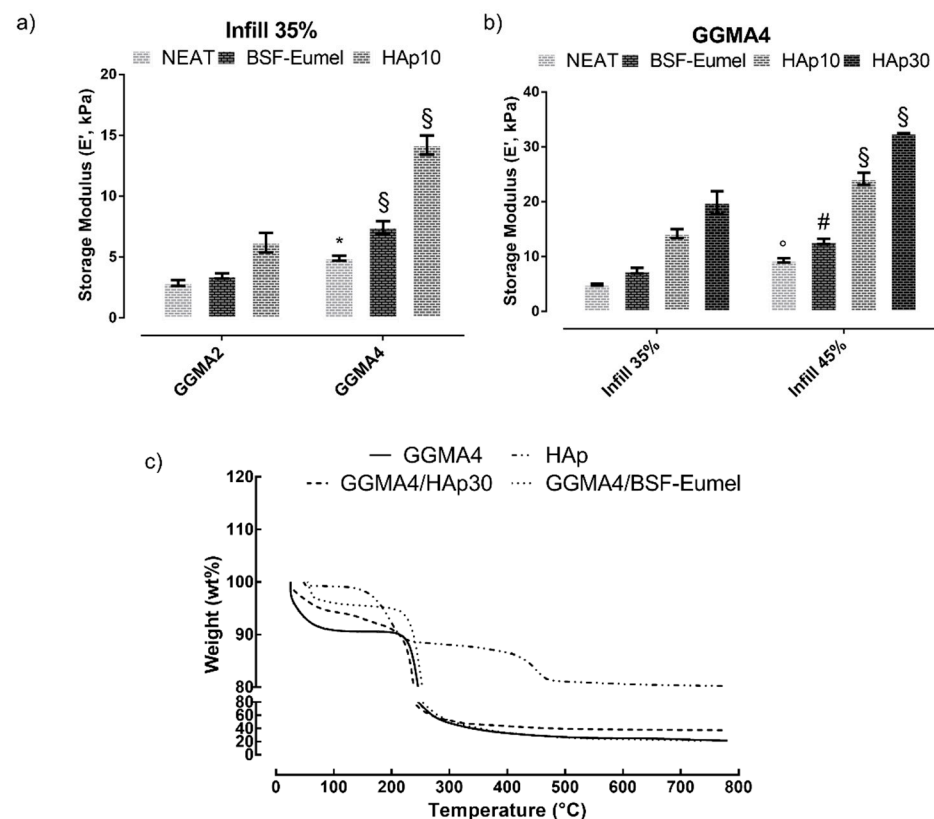 a)
Infill 35%
NEAT BSF-Eumel HAp10
Storage Modulus (E', kPa)
20
15
10
5
0
*
§
§
GGMA2
GGMA4
b)
GGMA4
NEAT BSF-Eumel HAp10 HAp30
Storage Modulus (E', kPa)
40
30
20
10
0
°
#
§
§
Infill 35%
Infill 45%
c)
GGMA4 HAp
GGMA4/HAp30 GGMA4/BSF-Eumel
Weight (wt%)
120
110
100
90
80
80
60
40
20
0
0 100 200 300 400 500 600 700 800
Temperature (°C)